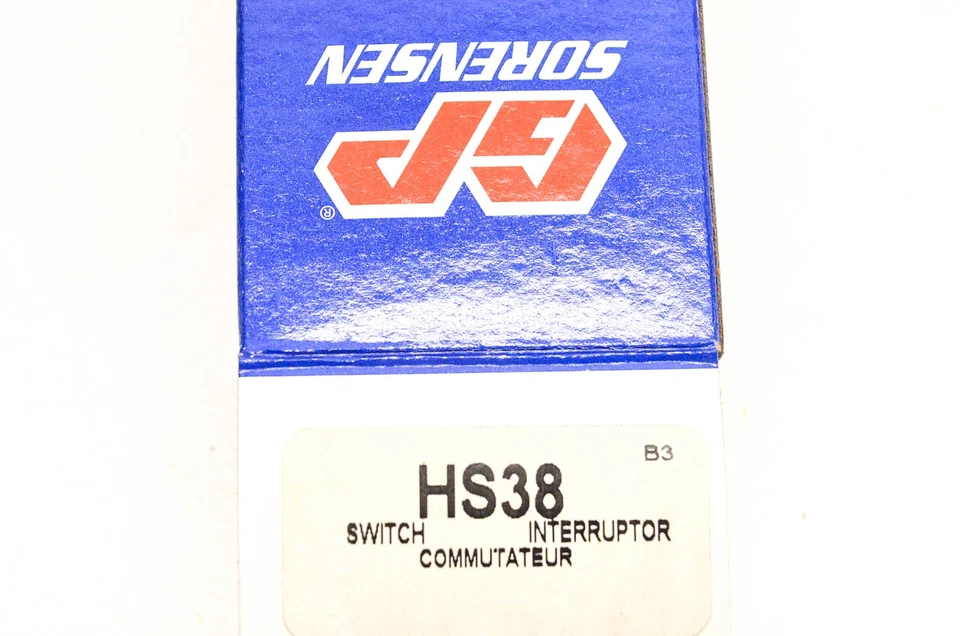 SORENSEN
GP
®
B3
HS38
SWITCH INTERRUPTOR
COMMUTATEUR